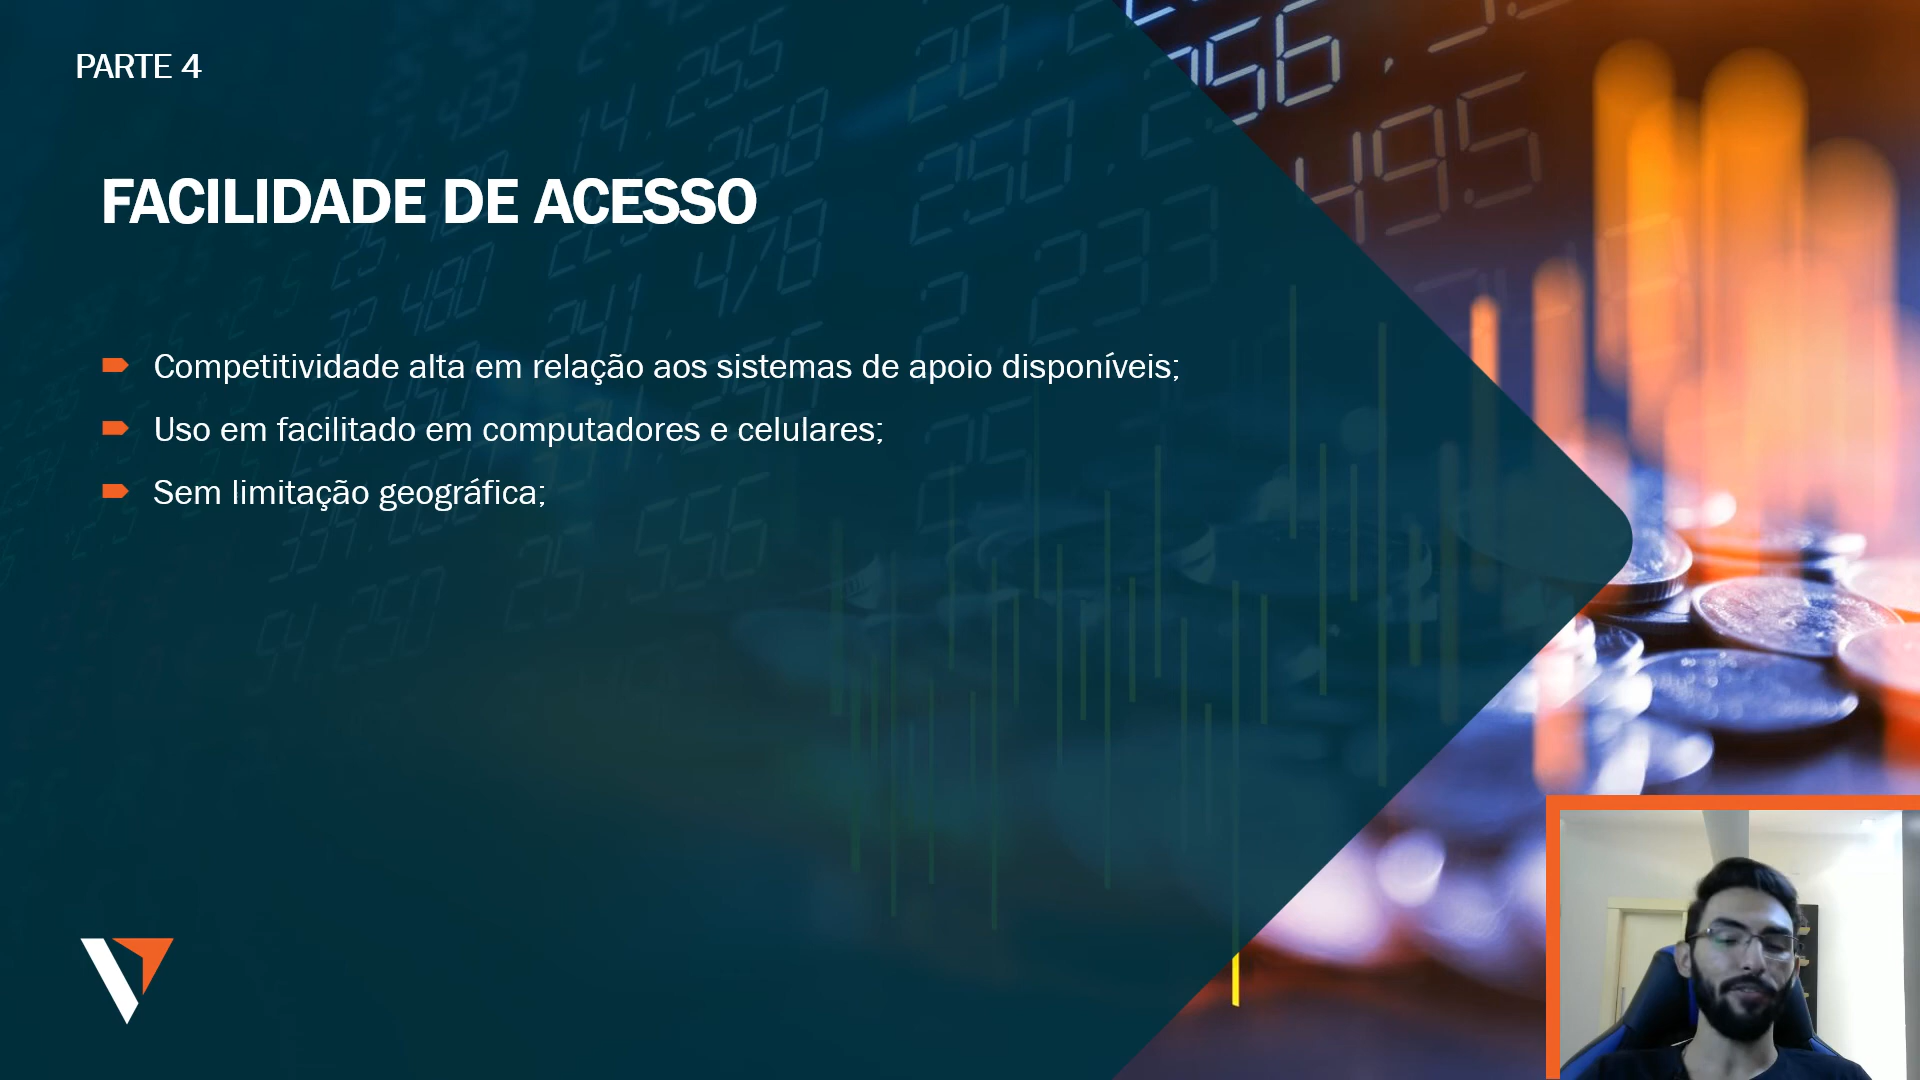 PARTE 4
FACILIDADE DE ACESSO
Competitividade alta em relação aos sistemas de apoio disponíveis;
Uso em facilitado em computadores e celulares;
Sem limitação geográfica;